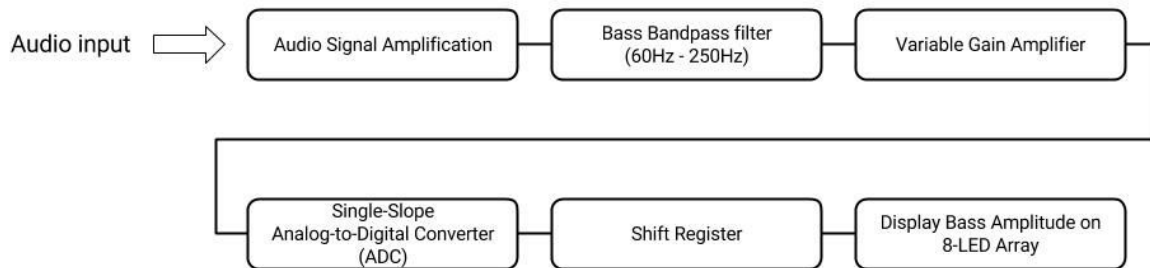 Audio input
Audio Signal Amplification
Bass Bandpass filter
(60Hz - 250Hz)
Variable Gain Amplifier
Single-Slope
Analog-to-Digital Converter
(ADC)
Shift Register
Display Bass Amplitude on
8-LED Array